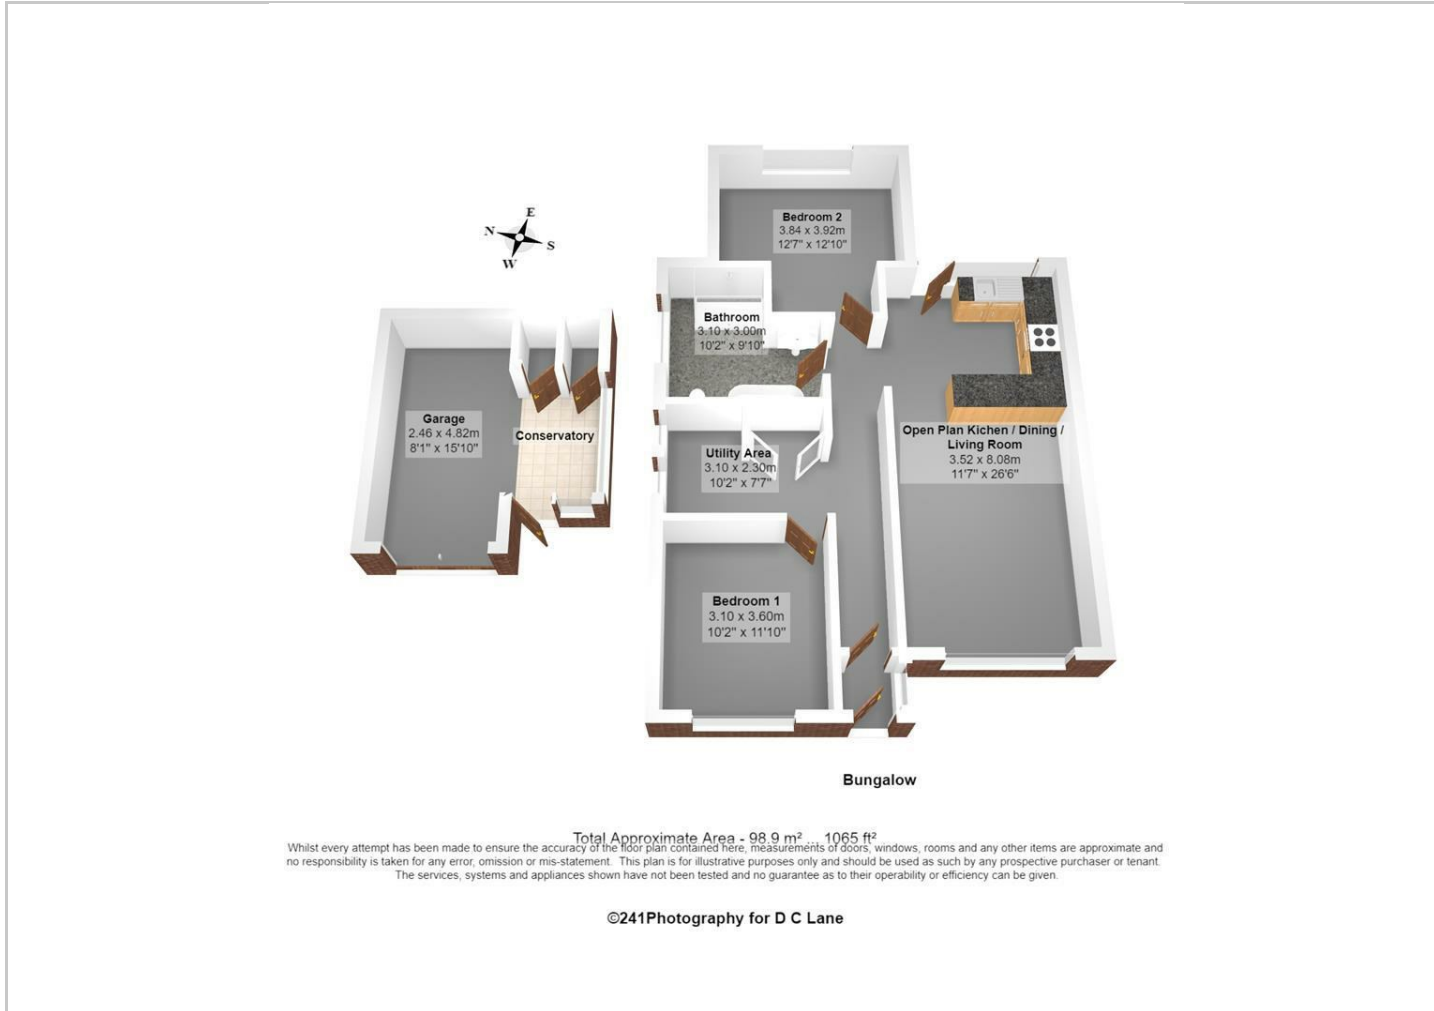 Bedroom 2
3.84 x 3.92m
12'7" x 12'10"
E
N
S
W
Bathroom
3.10 x 3.00m
10'2" x 9'10"
Garage
2.46 x 4.82m
8'1" x 15'10"
Conservatory
Open Plan Kichen / Dining /
Living Room
3.52 x 8.08m
11'7" x 26'6"
Utility Area
3.10 x 2.30m
10'2" x 7'7"
Bedroom 1
3.10 x 3.60m
10'2" x 11'10"
Bungalow
Total Approximate Area - 98.9 m² ... 1065 ft²
Whilst every attempt has been made to ensure the accuracy of the floor plan contained here, measurements of doors, windows, rooms and any other items are approximate and
no responsibility is taken for any error, omission or mis-statement. This plan is for illustrative purposes only and should be used as such by any prospective purchaser or tenant.
The services, systems and appliances shown have not been tested and no guarantee as to their operability or efficiency can be given.
©241Photography for D C Lane